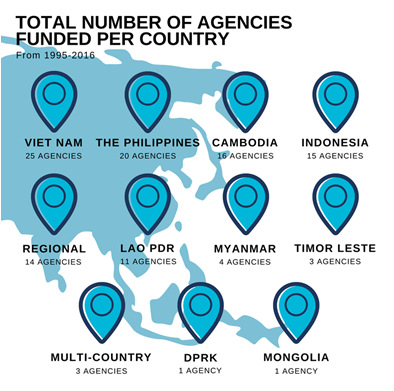 TOTAL NUMBER OF AGENCIES
FUNDED PER COUNTRY
From 1995-2016
VIET NAM THE PHILIPPINES CAMBODIA INDONESIA
25 AGENCIES 20 AGENCIES 16 AGENCIES 15 AGENCIES
REGIONAL LAO PDR MYANMAR TIMOR LESTE
14 AGENCIES 11 AGENCIES 4 AGENCIES 3 AGENCIES
MULTI-COUNTRY DPRK MONGOLIA
3 AGENCIES 1 AGENCY 1 AGENCY